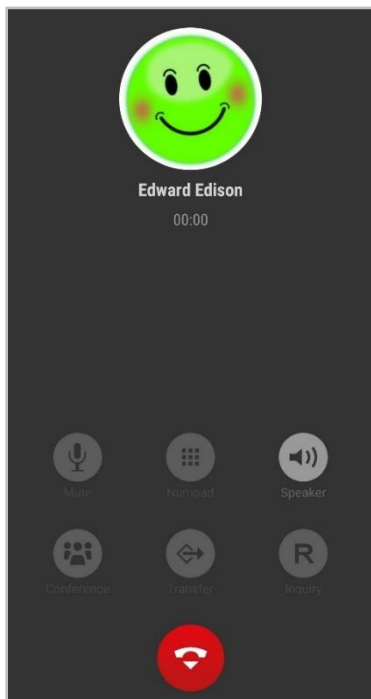 Edward Edison
00:00
Mute Numpad Speaker
R
Conference Transfer Inquiry